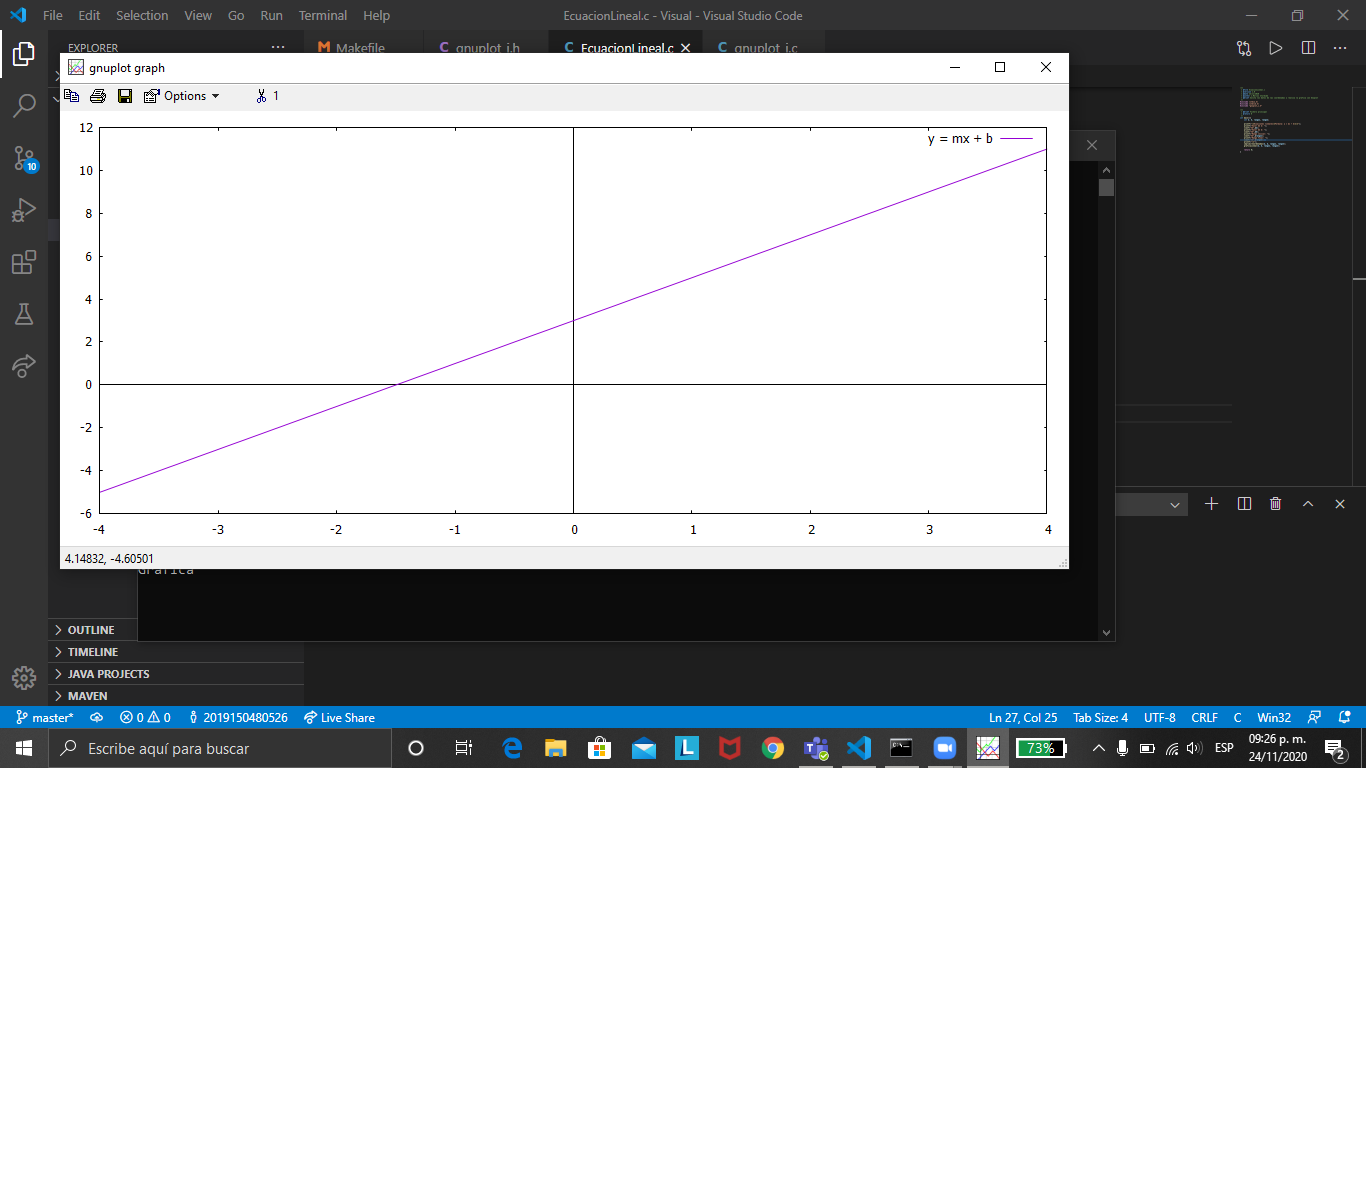 File Edit Selection View Go Run Terminal Help
EcuacionLineal.c - Visual - Visual Studio Code
EXPLORER
Makefile
gnuplot_i.h
EcuacionLineal.c
gnuplot_i.c
gnuplot graph
Options
1
y = mx + b
12
10
8
6
4
2
0
-2
-4
-6
-4 -3 -2 -1 0 1 2 3 4
4.14832, -4.60501
Grafica
OUTLINE
TIMELINE
JAVA PROJECTS
MAVEN
10
master* 0 0 2019150480526 Live Share
Ln 27, Col 25 Tab Size: 4 UTF-8 CRLF C Win32
Escribe aquí para buscar
L
73%
ESP
09:26 p. m.
24/11/2020
2